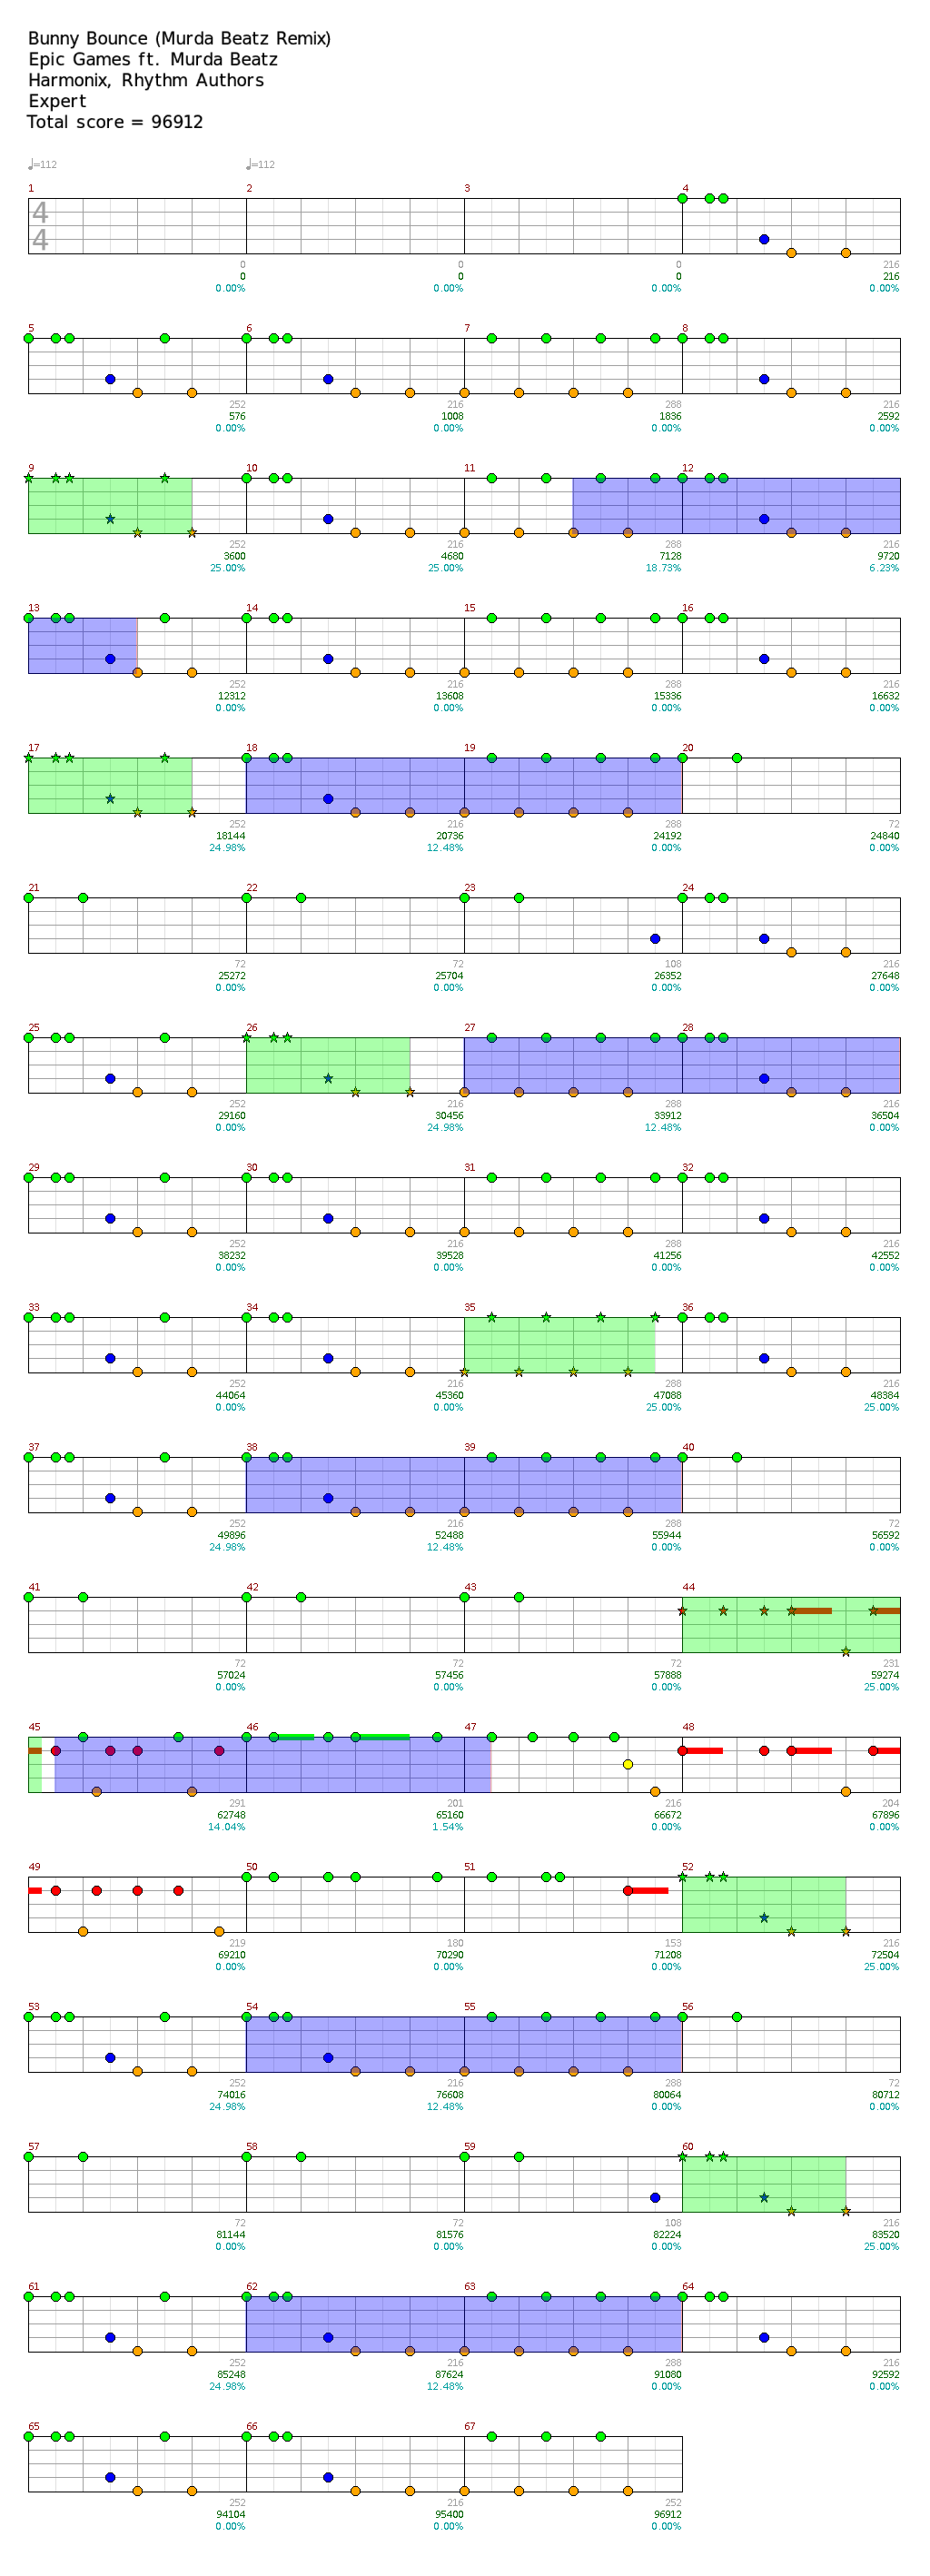 Bunny Bounce (Murda Beatz Remix)
Epic Games ft. Murda Beatz
Harmonix, Rhythm Authors
Expert
Total score = 96912
♩=112 ♩=112
1 2 3 4
4
4
0 0 0 216
0 0 0 216
0.00% 0.00% 0.00% 0.00%
5 6 7 8
252 216 288 216
576 1008 1836 2592
0.00% 0.00% 0.00% 0.00%
9 10 11 12
252 216 288 216
3600 4680 7128 9720
25.00% 25.00% 18.73% 6.23%
13 14 15 16
252 216 288 216
12312 13608 15336 16632
0.00% 0.00% 0.00% 0.00%
17 18 19 20
252 216 288 72
18144 20736 24192 24840
24.98% 12.48% 0.00% 0.00%
21 22 23 24
72 72 108 216
25272 25704 26352 27648
0.00% 0.00% 0.00% 0.00%
25 26 27 28
252 216 288 216
29160 30456 33912 36504
0.00% 24.98% 12.48% 0.00%
29 30 31 32
252 216 288 216
38232 39528 41256 42552
0.00% 0.00% 0.00% 0.00%
33 34 35 36
252 216 288 216
44064 45360 47088 48384
0.00% 0.00% 25.00% 25.00%
37 38 39 40
252 216 288 72
49896 52488 55944 56592
24.98% 12.48% 0.00% 0.00%
41 42 43 44
72 72 72 231
57024 57456 57888 59274
0.00% 0.00% 0.00% 25.00%
45 46 47 48
291 201 216 204
62748 65160 66672 67896
14.04% 1.54% 0.00% 0.00%
49 50 51 52
219 180 153 216
69210 70290 71208 72504
0.00% 0.00% 0.00% 25.00%
53 54 55 56
252 216 288 72
74016 76608 80064 80712
24.98% 12.48% 0.00% 0.00%
57 58 59 60
72 72 108 216
81144 81576 82224 83520
0.00% 0.00% 0.00% 25.00%
61 62 63 64
252 216 288 216
85248 87624 91080 92592
24.98% 12.48% 0.00% 0.00%
65 66 67
252 216 252
94104 95400 96912
0.00% 0.00% 0.00%